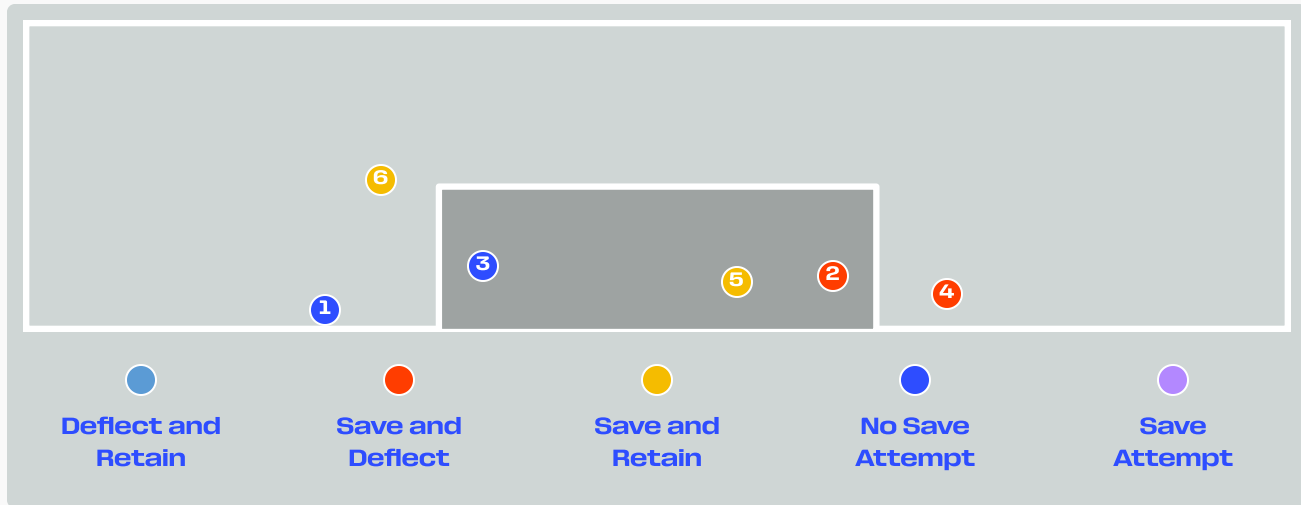 6
3
5
2
4
1
Deflect and
Retain
Save and
Deflect
Save and
Retain
No Save
Attempt
Save
Attempt